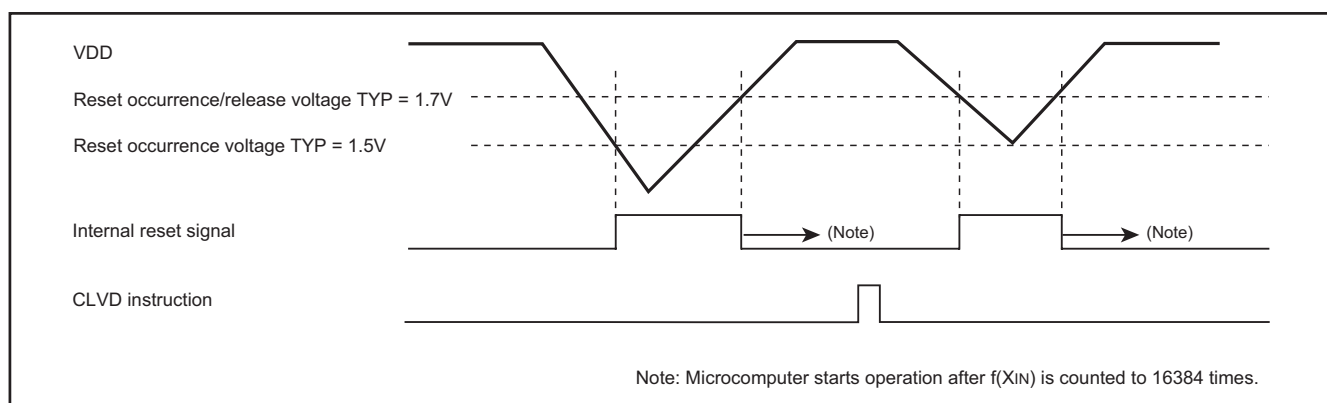 VDD
Reset occurrence/release voltage TYP = 1.7V
Reset occurrence voltage TYP = 1.5V
Internal reset signal
(Note)
(Note)
CLVD instruction
Note: Microcomputer starts operation after f(XIN) is counted to 16384 times.